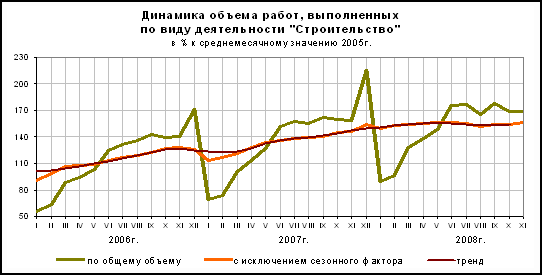 Динамика объема работ, выполненных
по виду деятельности "Строительство"
в % к среднемесячному значению 2005г.
230
200
170
140
110
80
50
I II III IV V VI VII VIII IX X XI XII I II III IV V VI VII VIII IX X XI XII I II III IV V VI VII VIII IX X XI
2006г. 2007г. 2008г.
по общему объему с исключением сезонного фактора тренд